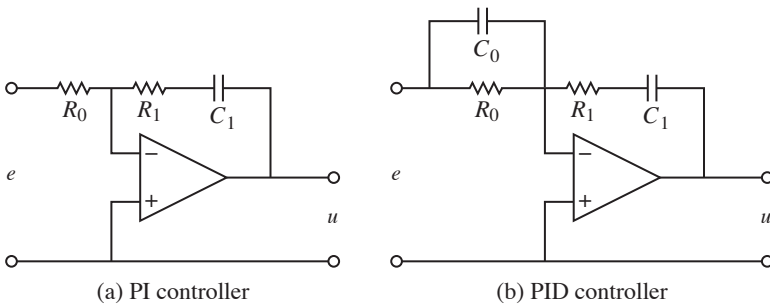 R0 R1 C1
e
−
+
u
(a) PI controller
C0
R0 R1 C1
e
−
+
u
(b) PID controller